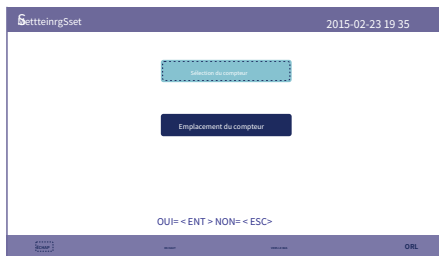 SettteinrgSset
2015-02-23 19 35
Sélection du compteur
Emplacement du compteur
OUI= < ENT > NON= < ESC>
ORL